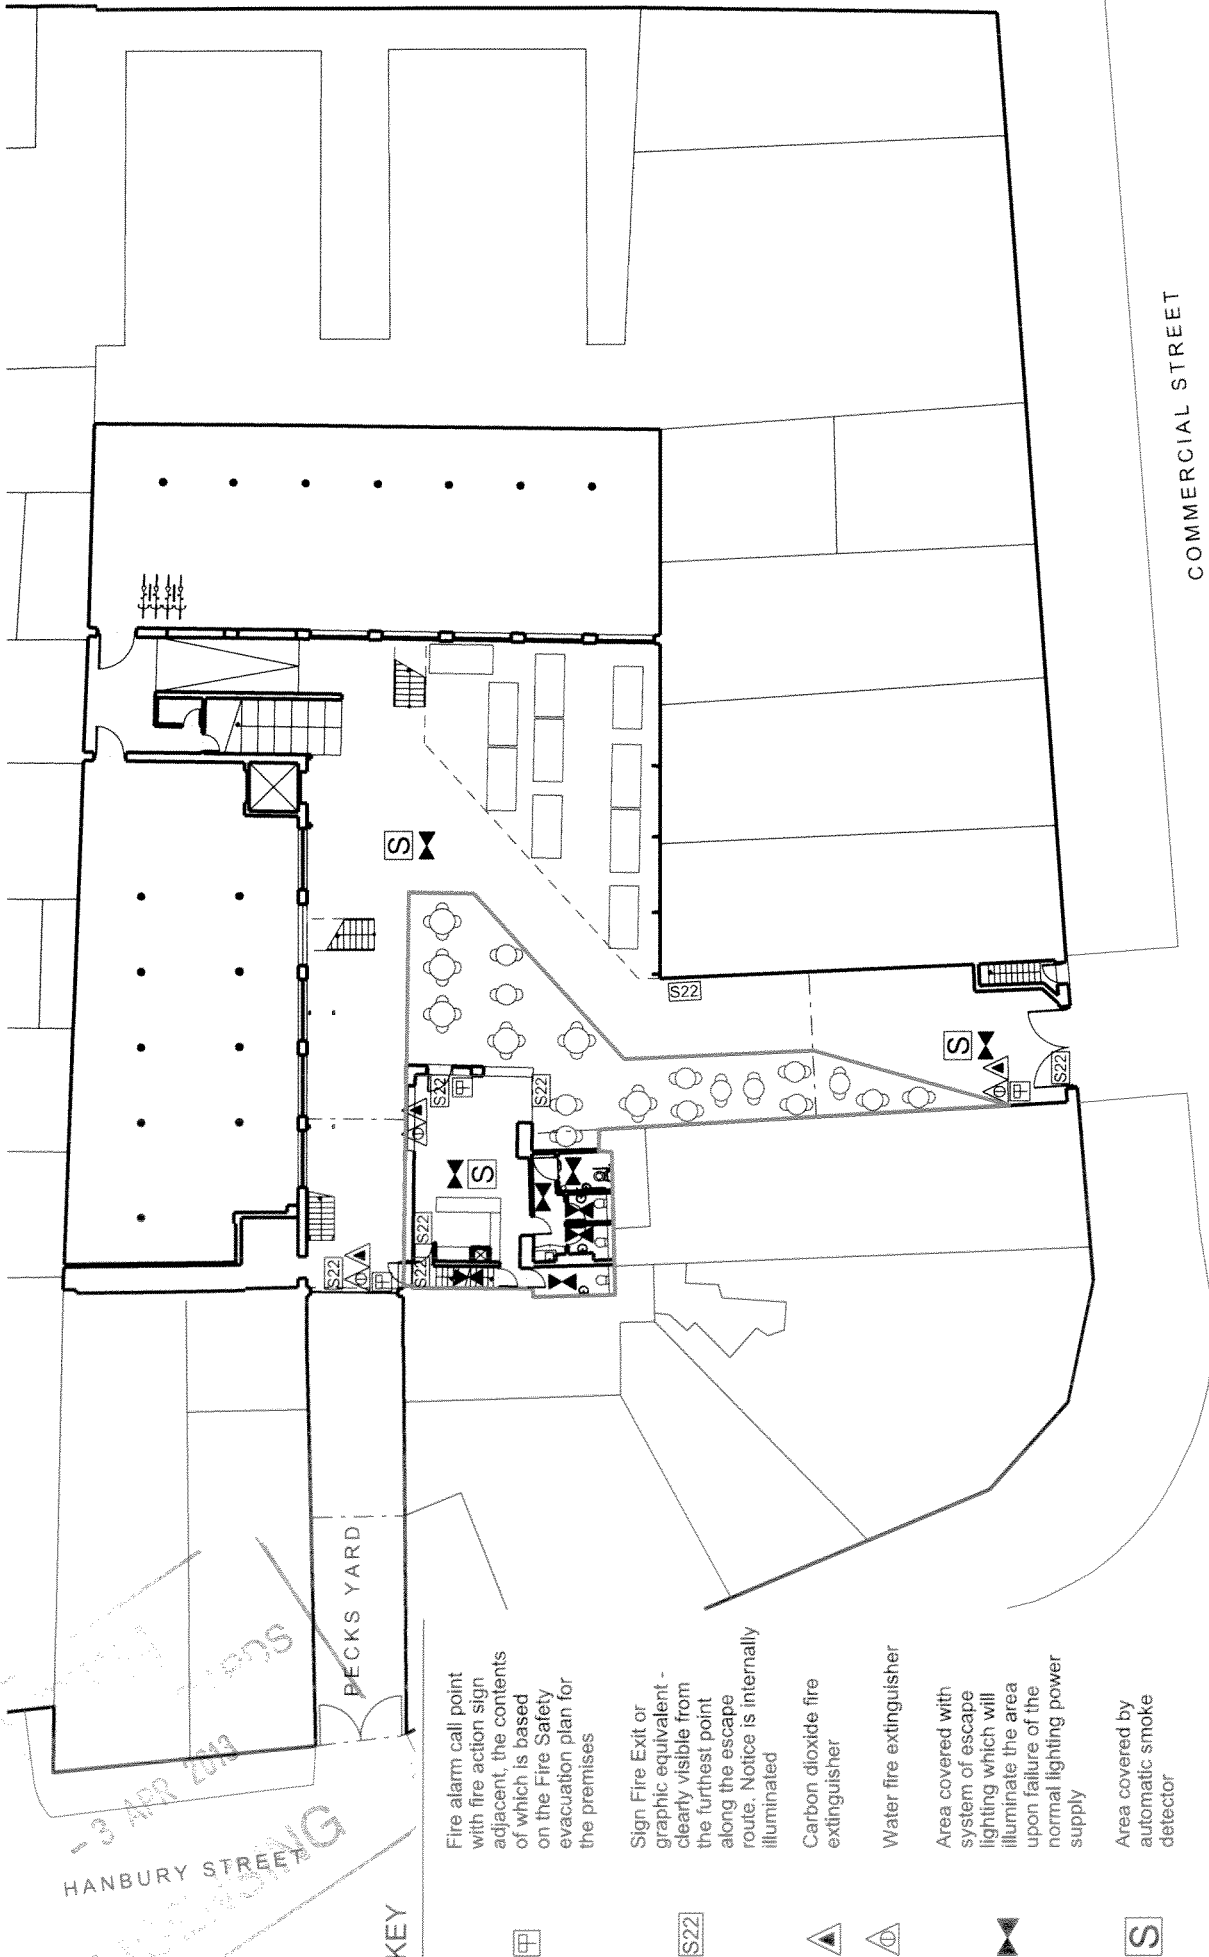 COMMERCIAL STREET
S
S22
S
S22
S22
S22
S
S22
S22
S22
PECKS YARD
HANBURY STREET
-3 APR 2013
KEY
Fire alarm call point
with fire action sign
adjacent, the contents
of which is based
on the Fire Safety
evacuation plan for
the premises
S22
Sign Fire Exit or
graphic equivalent -
clearly visible from
the furthest point
along the escape
route. Notice is internally
illuminated
Carbon dioxide fire
extinguisher
Water fire extinguisher
Area covered with
system of escape
lighting which will
illuminate the area
upon failure of the
normal lighting power
supply
S
Area covered by
automatic smoke
detector